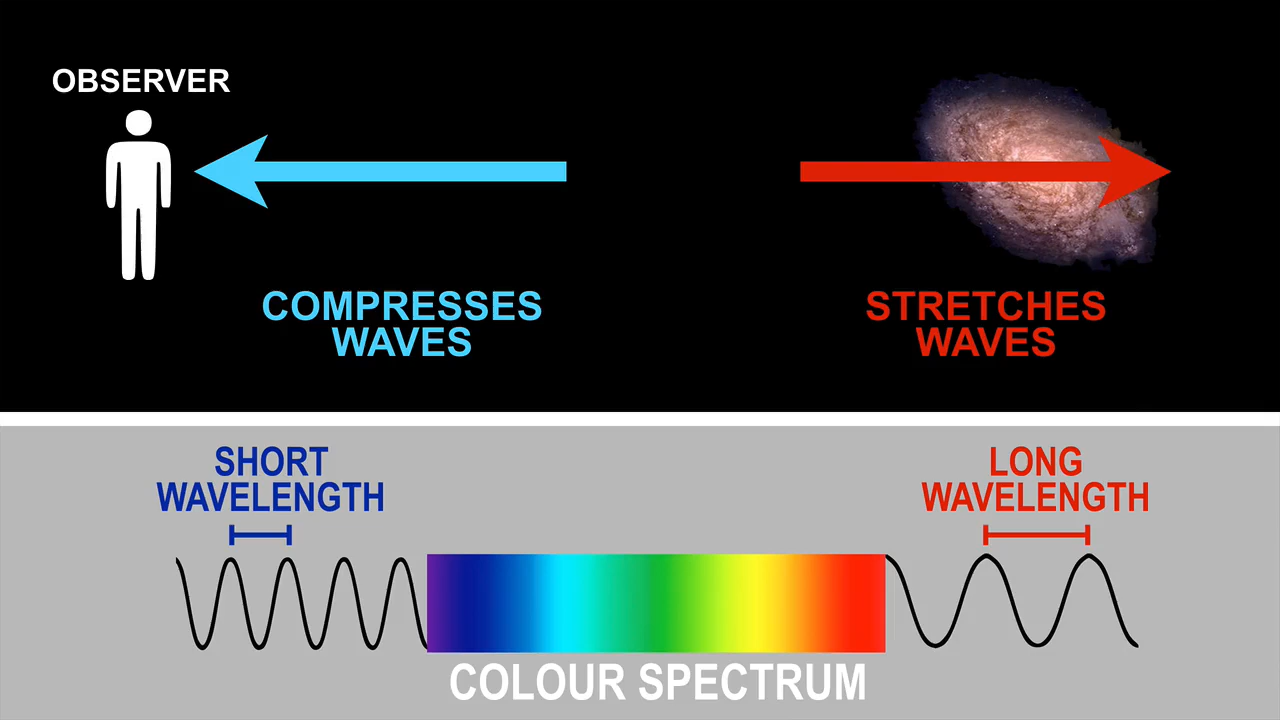 OBSERVER
COMPRESSES
WAVES
STRETCHES
WAVES
SHORT
WAVELENGTH
LONG
WAVELENGTH
COLOUR SPECTRUM